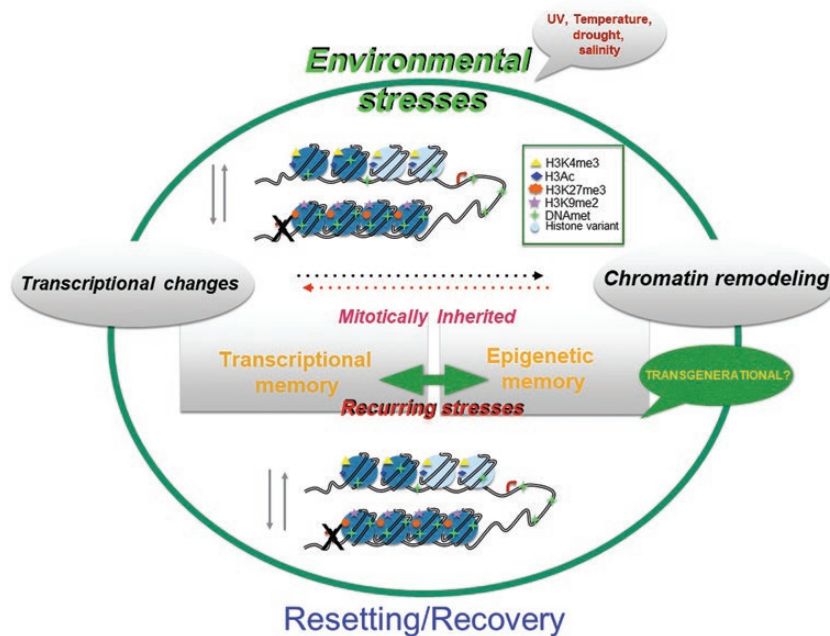 UV, Temperature,
drought,
salinity
Environmental
stresses
H3K4me3
H3Ac
H3K27me3
H3K9me2
DNAmet
Histone variant
X
Transcriptional changes
Chromatin remodeling
Mitotically Inherited
Transcriptional
memory
Epigenetic
memory
TRANSGENERATIONAL?
Recurring stresses
X
Resetting/Recovery